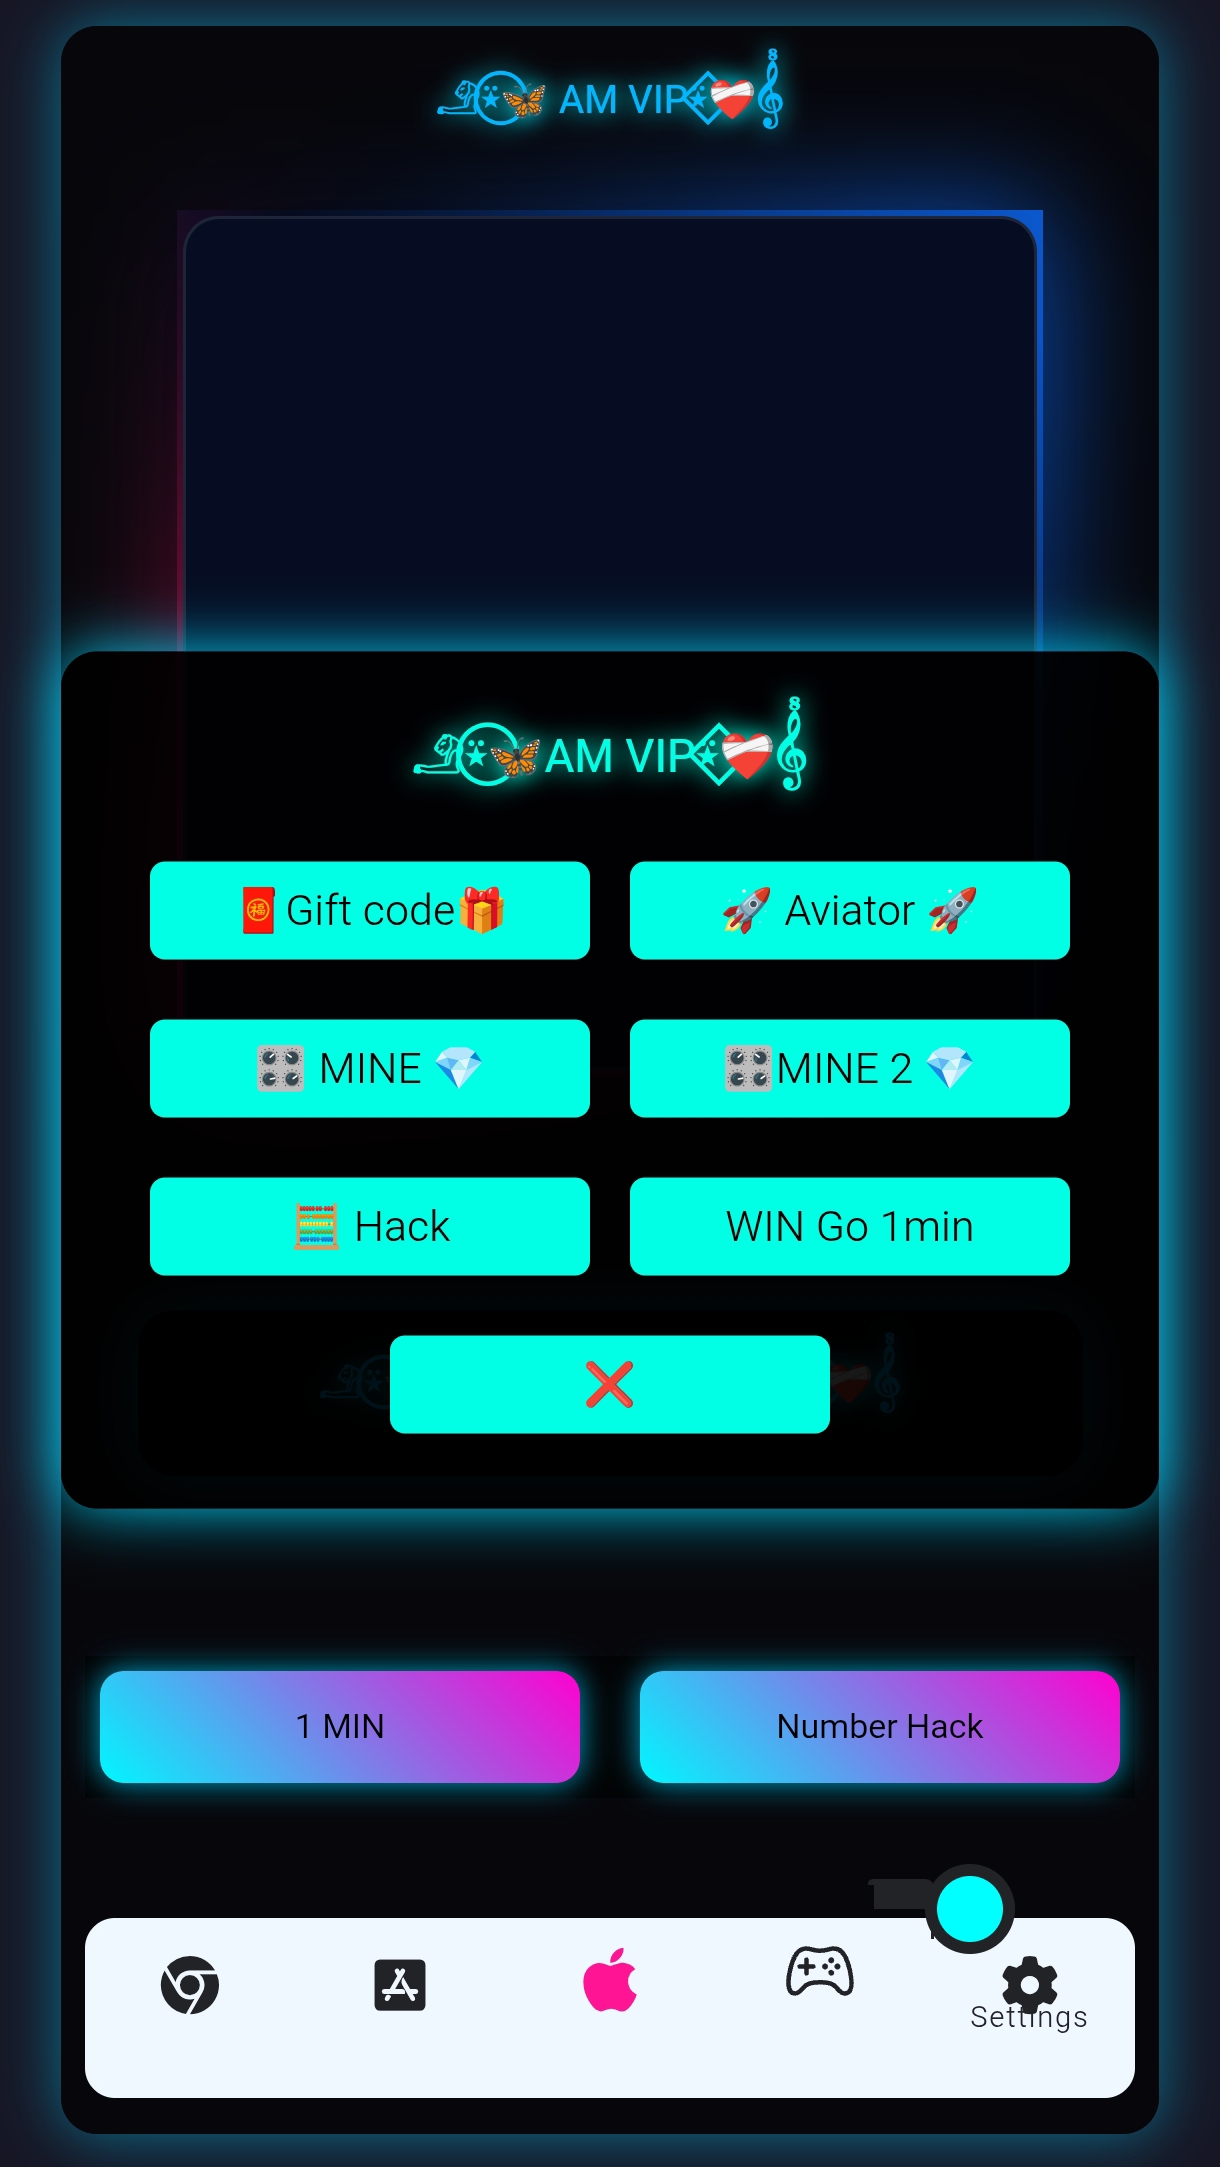 AM VIP
AM VIP
Gift code
🚀 Aviator 🚀
🎛️ MINE 💎
🎛️MINE 2 💎
🧮 Hack
WIN Go 1min
❌
1 MIN
Number Hack
Settings